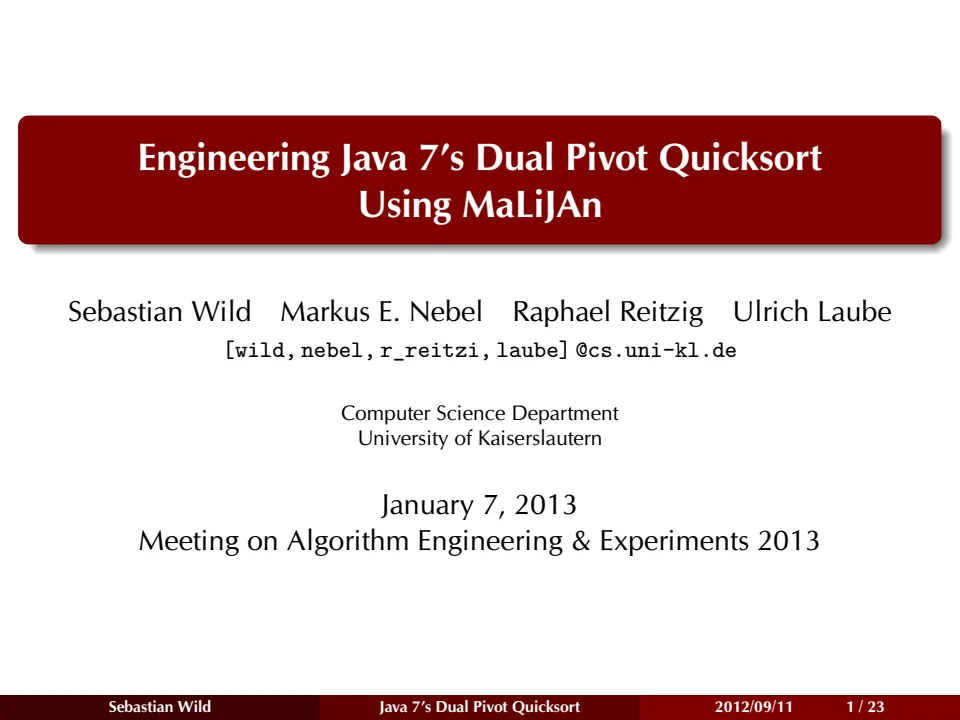 Engineering Java 7’s Dual Pivot Quicksort
Using MaLiJAn
Sebastian Wild Markus E. Nebel Raphael Reitzig Ulrich Laube
[wild, nebel, r_reitzi, laube] @cs.uni-kl.de
Computer Science Department
University of Kaiserslautern
January 7, 2013
Meeting on Algorithm Engineering & Experiments 2013
Sebastian Wild Java 7’s Dual Pivot Quicksort 2012/09/11 1 / 23